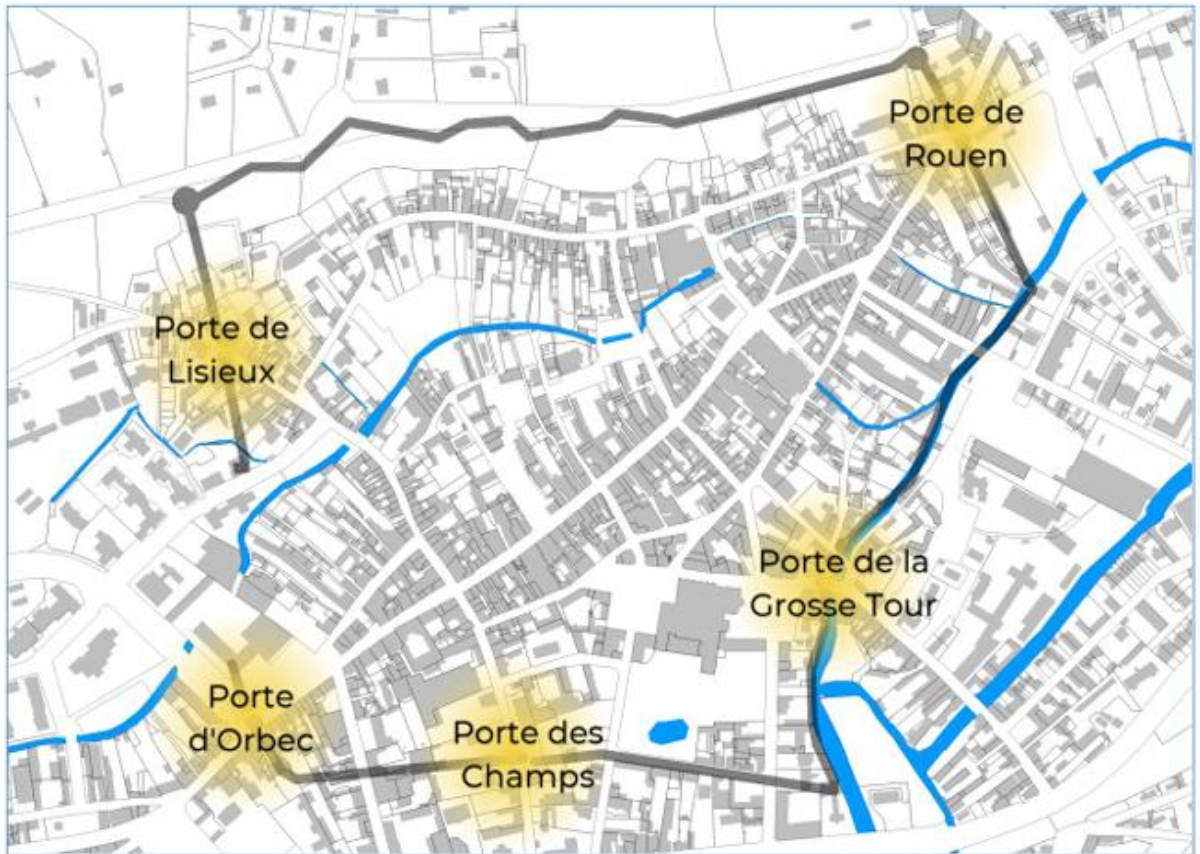 Porte de
Rouen
Porte de
Lisieux
Porte de la
Grosse Tour
Porte
d'Orbec
Porte des
Champs